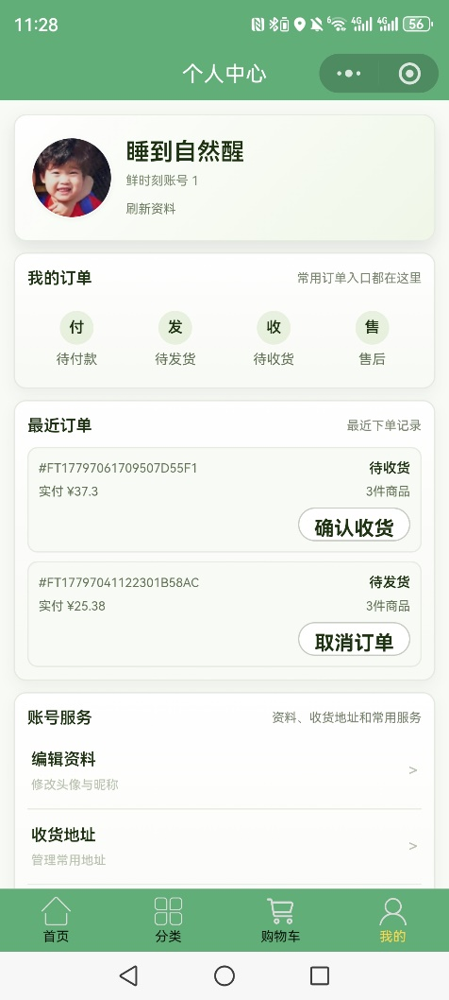 11:28
6 4G 4G 56
个人中心
睡到自然醒
鲜时刻账号 1
刷新资料
我的订单 常用订单入口都在这里
付 发 收 售
待付款 待发货 待收货 售后
最近订单 最近下单记录
#FT17797061709507D55F1 待收货
实付 ¥37.3 3件商品
确认收货
#FT17797041122301B58AC 待发货
实付 ¥25.38 3件商品
取消订单
账号服务 资料、收货地址和常用服务
编辑资料
修改头像与昵称 >
收货地址
管理常用地址 >
首页 分类 购物车 我的